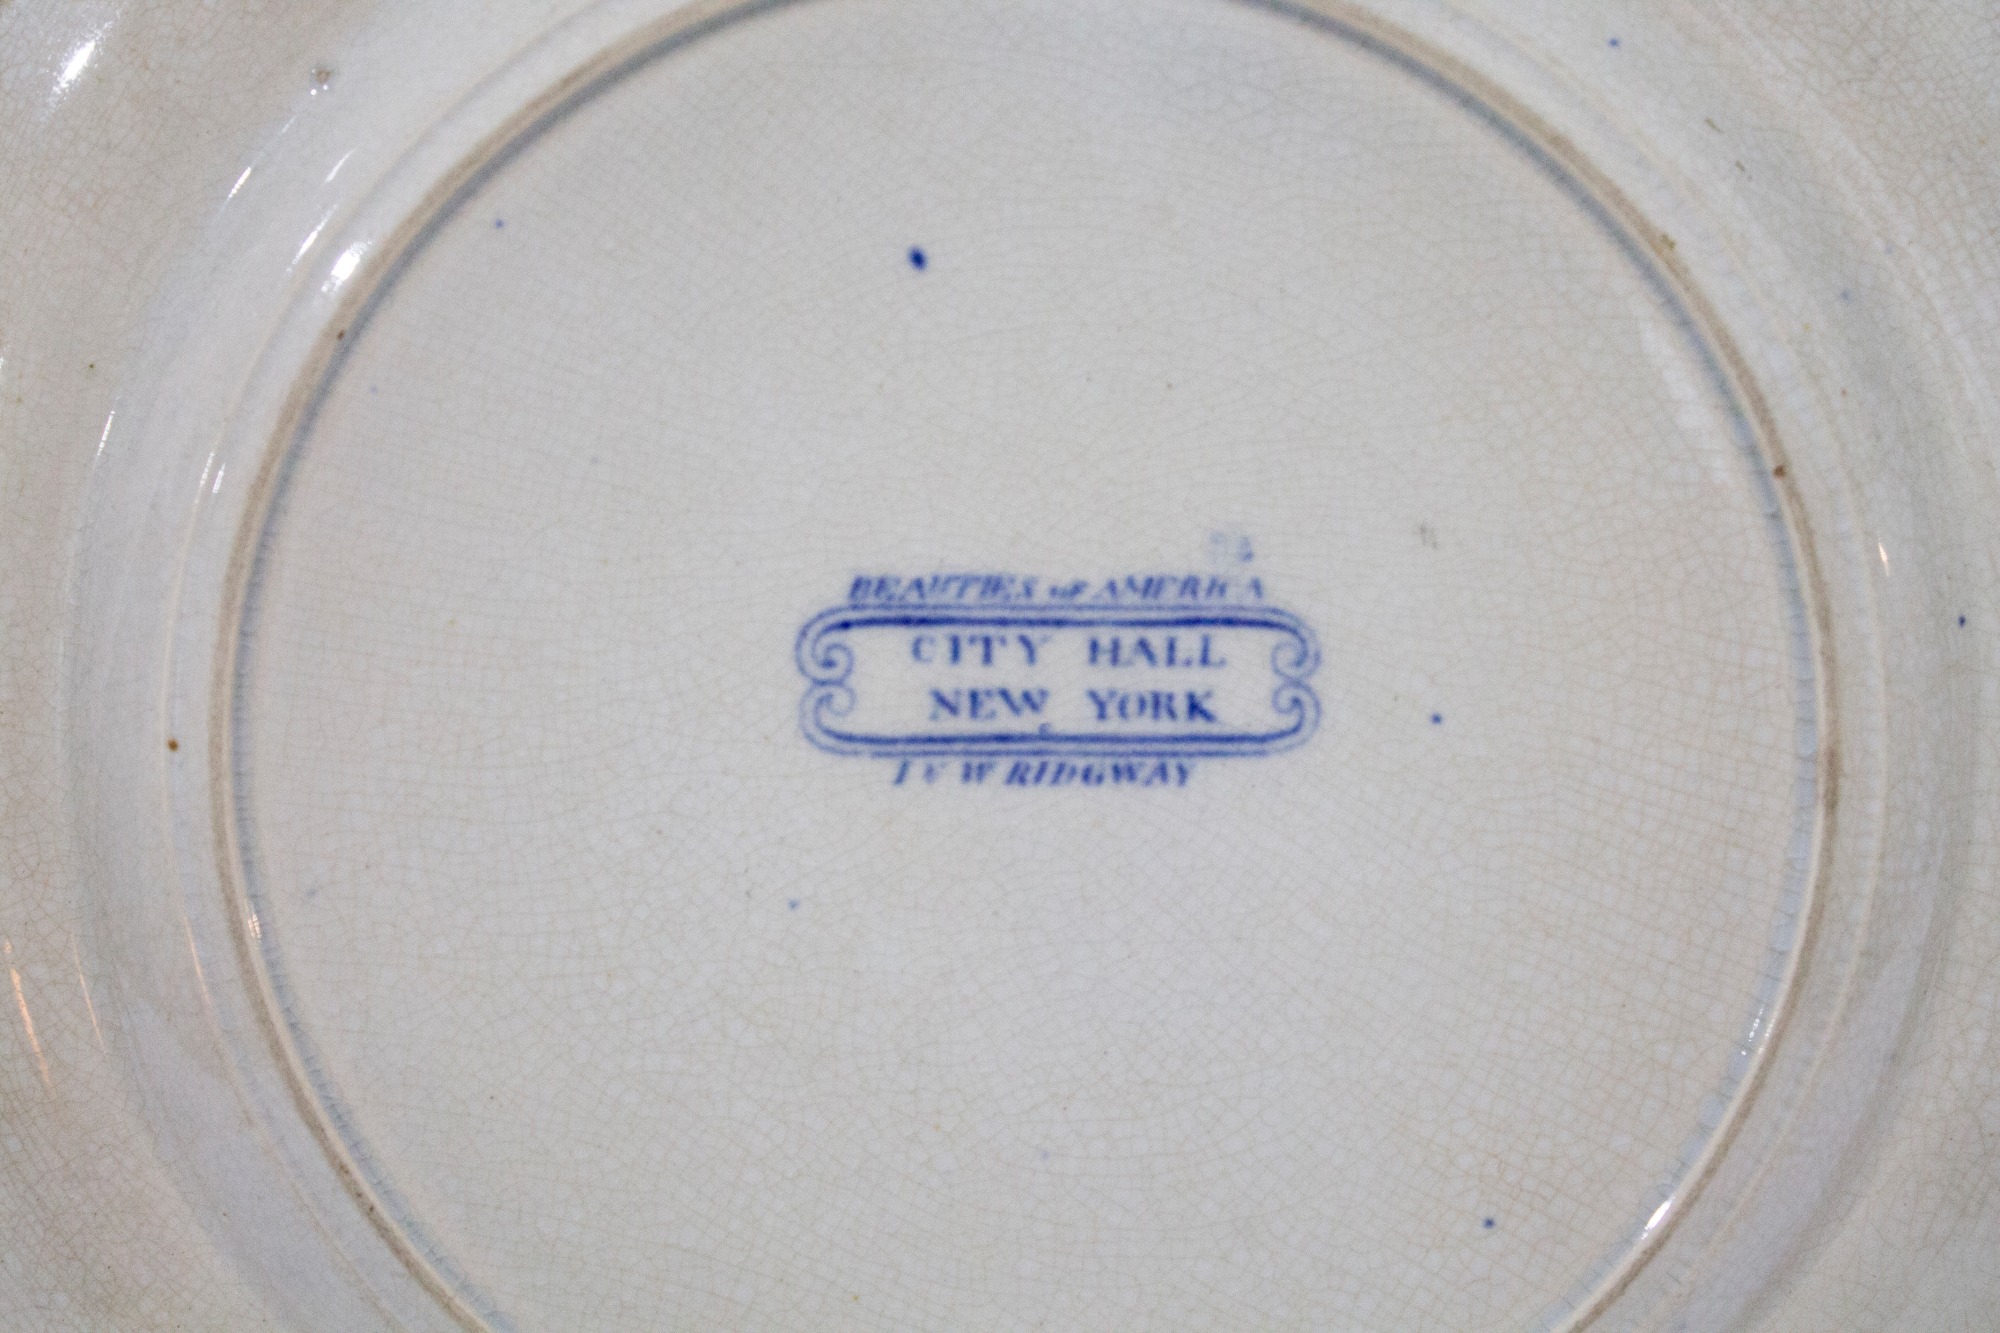 BEAUTIES OF AMERICA
CITY HALL
NEW YORK
I & W RIDGWAY